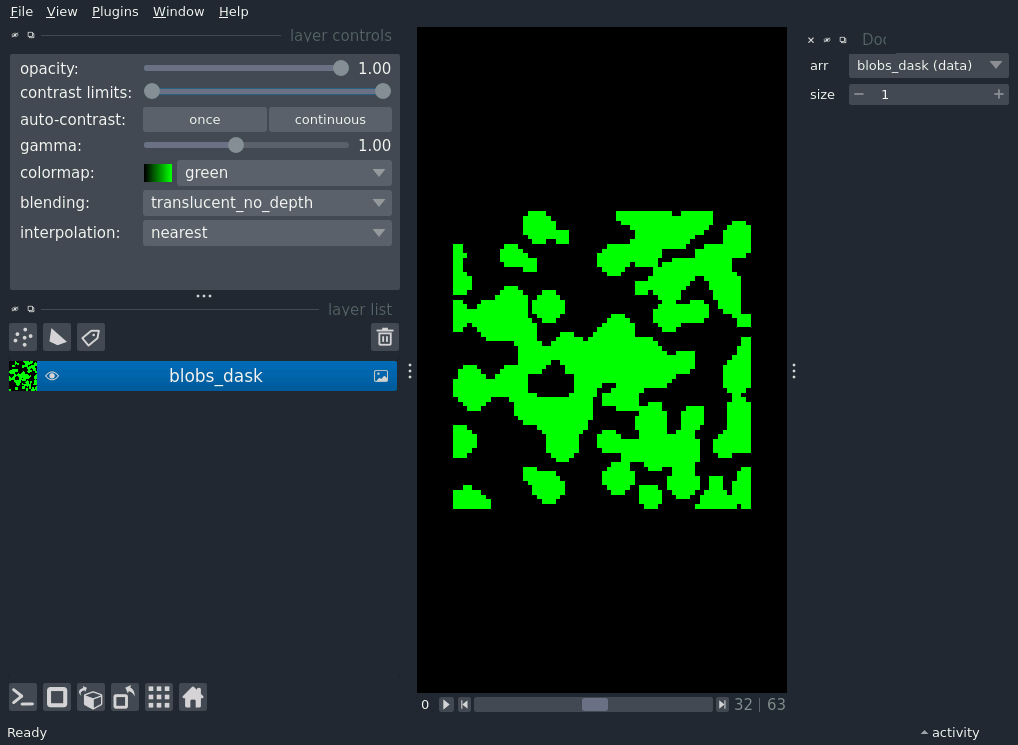 File View Plugins Window Help
layer controls
opacity: 1.00
contrast limits:
auto-contrast: once continuous
gamma: 1.00
colormap: green
blending: translucent_no_depth
interpolation: nearest
layer list
blobs_dask
0 32 | 63
Ready
arr blobs_dask (data)
size 1
activity